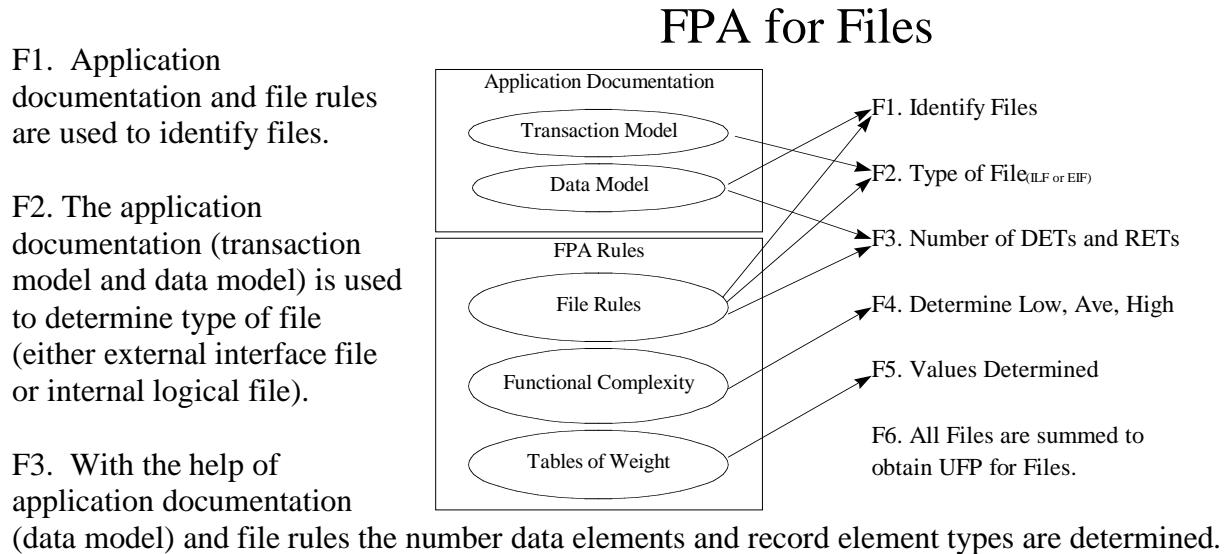 FPA for Files
F1. Application
documentation and file rules
are used to identify files.
F2. The application
documentation (transaction
model and data model) is used
to determine type of file
(either external interface file
or internal logical file).
F3. With the help of
application documentation
(data model) and file rules the number data elements and record element types are determined.
Application Documentation
Transaction Model
Data Model
FPA Rules
File Rules
Functional Complexity
Tables of Weight
F1. Identify Files
F2. Type of File(ILF or EIF)
F3. Number of DETs and RETs
F4. Determine Low, Ave, High
F5. Values Determined
F6. All Files are summed to
obtain UFP for Files.